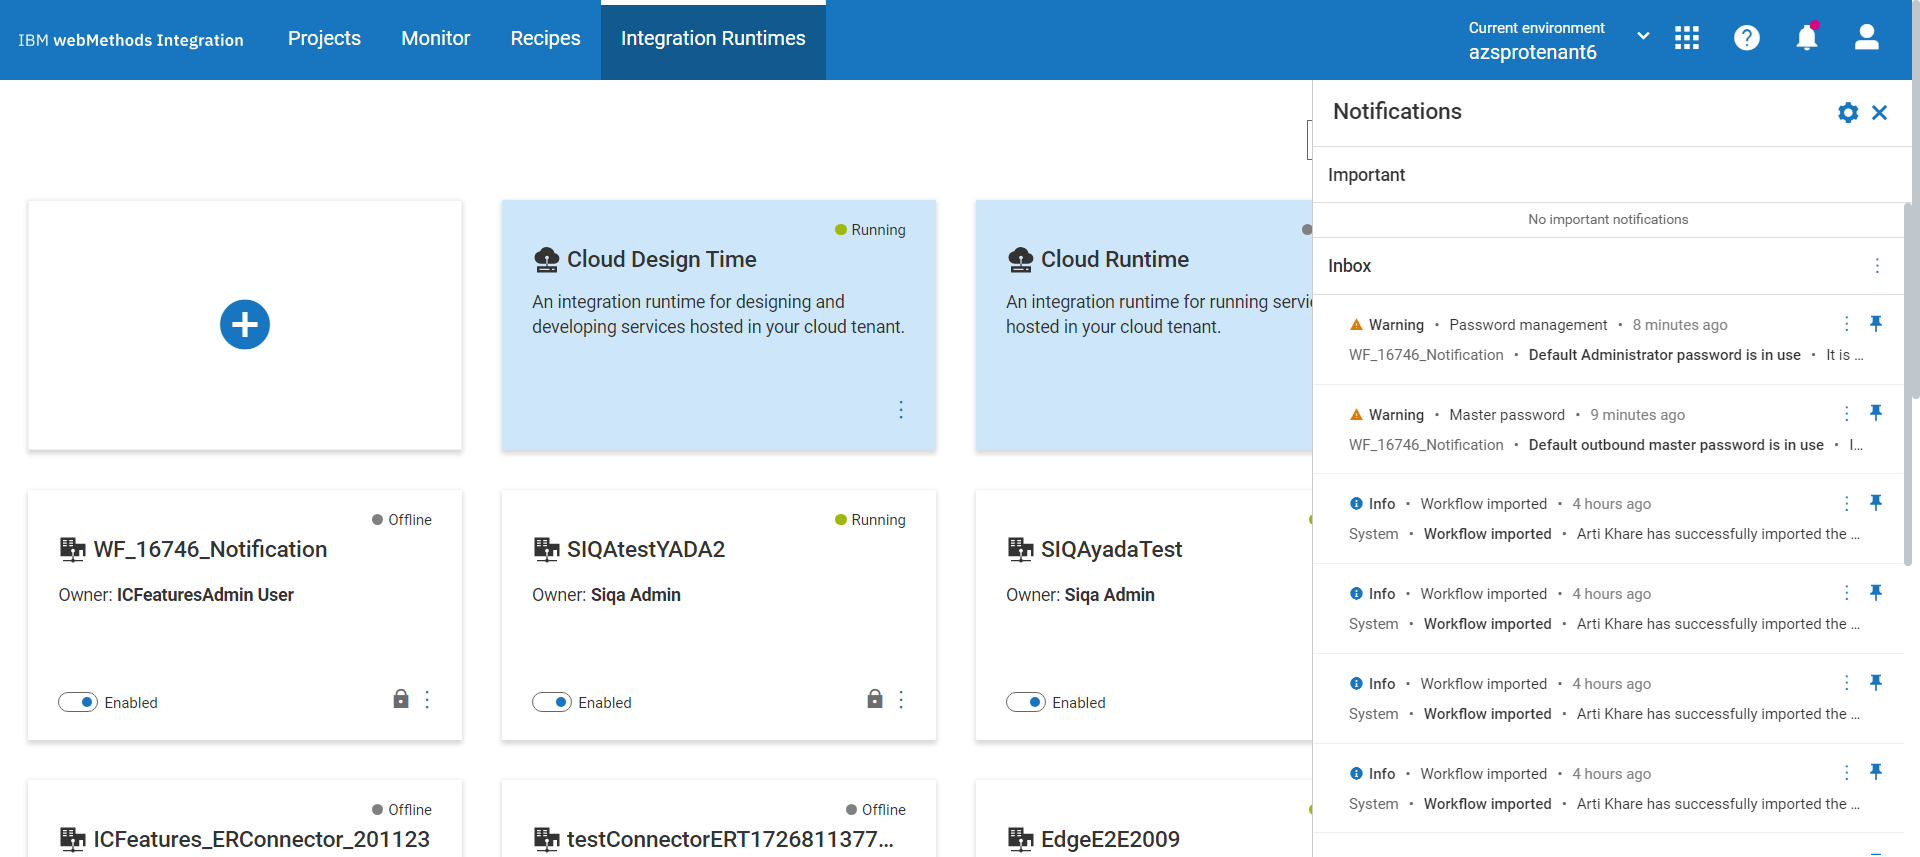 IBM webMethods Integration
Projects
Monitor
Recipes
Integration Runtimes
Current environment
azsprotenant6
Running
Cloud Design Time
An integration runtime for designing and
developing services hosted in your cloud tenant.
Cloud Runtime
An integration runtime for running servi
hosted in your cloud tenant.
Offline
WF_16746_Notification
Owner: ICFeaturesAdmin User
Enabled
Running
SIQAtestYADA2
Owner: Siqa Admin
Enabled
SIQAyadaTest
Owner: Siqa Admin
Enabled
Offline
ICFeatures_ERConnector_201123
Offline
testConnectorERT1726811377...
EdgeE2E2009
Notifications
Important
No important notifications
Inbox
Warning • Password management • 8 minutes ago
WF_16746_Notification • Default Administrator password is in use • It is ...
Warning • Master password • 9 minutes ago
WF_16746_Notification • Default outbound master password is in use • I...
Info • Workflow imported • 4 hours ago
System • Workflow imported • Arti Khare has successfully imported the ...
Info • Workflow imported • 4 hours ago
System • Workflow imported • Arti Khare has successfully imported the ...
Info • Workflow imported • 4 hours ago
System • Workflow imported • Arti Khare has successfully imported the ...
Info • Workflow imported • 4 hours ago
System • Workflow imported • Arti Khare has successfully imported the ...